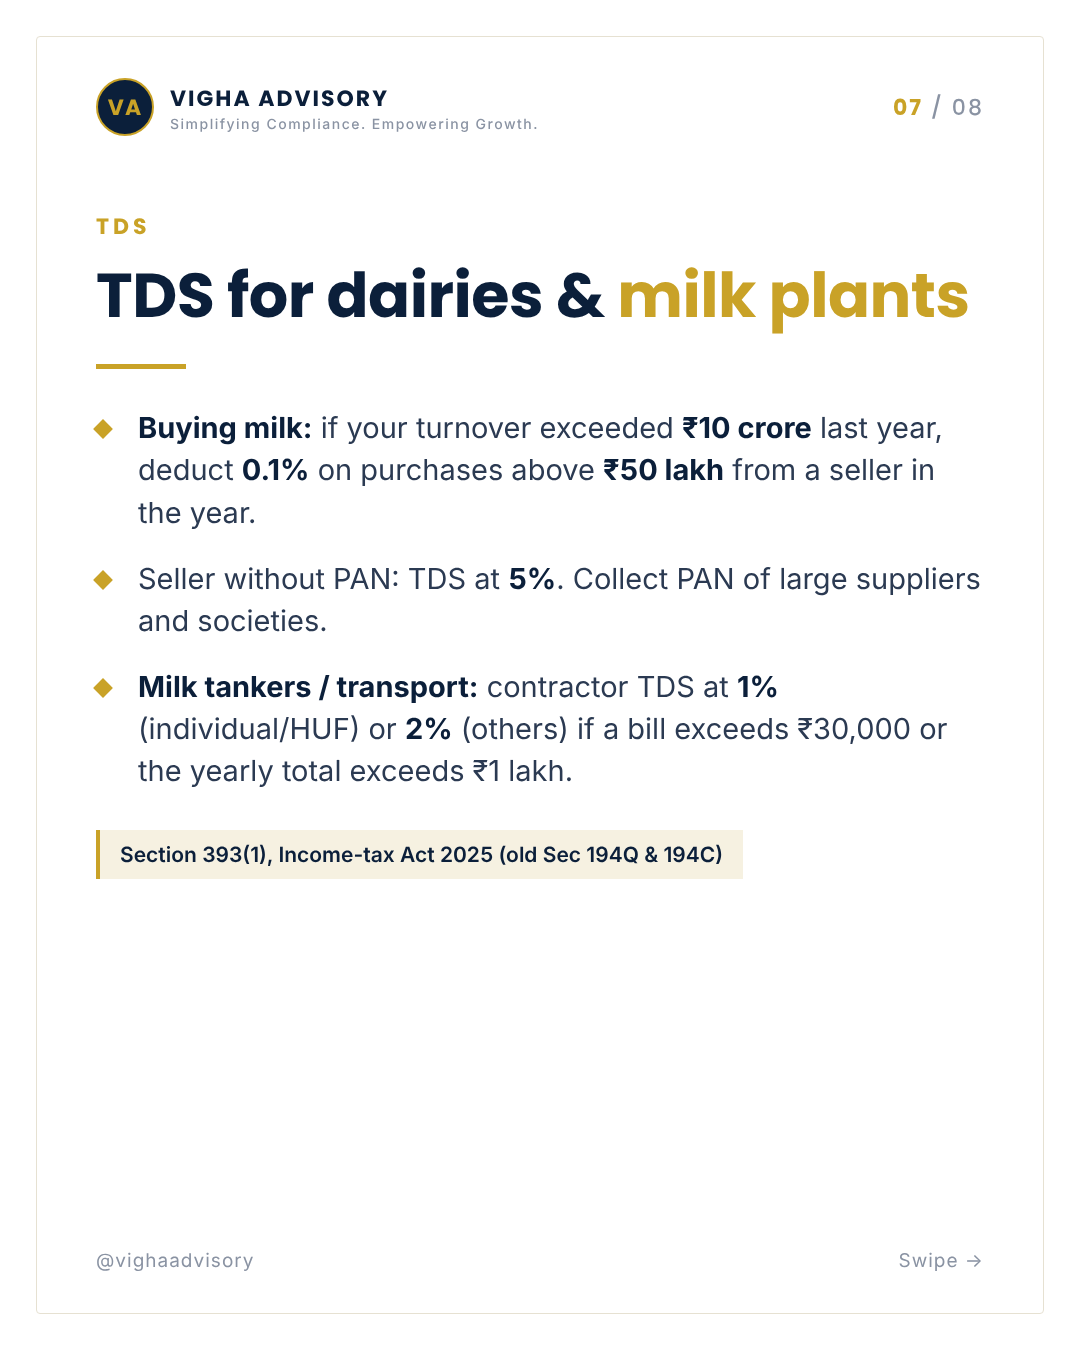 VA
VIGHA ADVISORY
Simplifying Compliance. Empowering Growth.
07 / 08
TDS
TDS for dairies & milk plants
Buying milk: if your turnover exceeded ₹10 crore last year,
deduct 0.1% on purchases above ₹50 lakh from a seller in
the year.
Seller without PAN: TDS at 5%. Collect PAN of large suppliers
and societies.
Milk tankers / transport: contractor TDS at 1%
(individual/HUF) or 2% (others) if a bill exceeds ₹30,000 or
the yearly total exceeds ₹1 lakh.
Section 393(1), Income-tax Act 2025 (old Sec 194Q & 194C)
@vighaadvisory
Swipe →